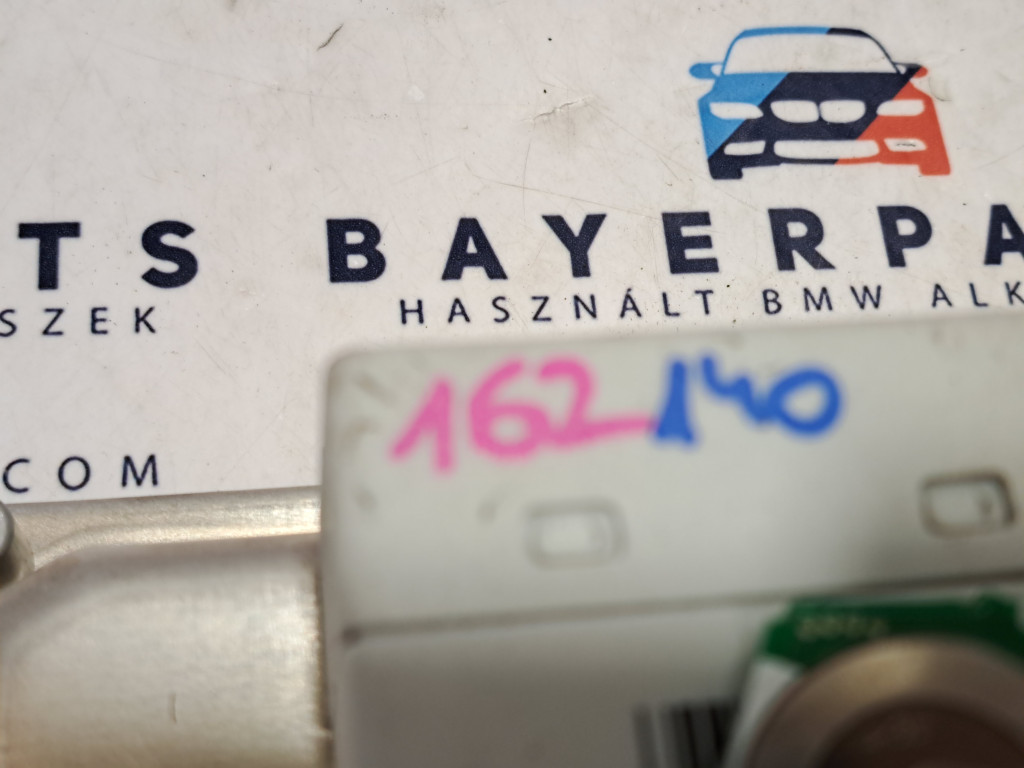 TS BAYERPA
SZEK HASZNÁLT BMW ALK
COM
162 140